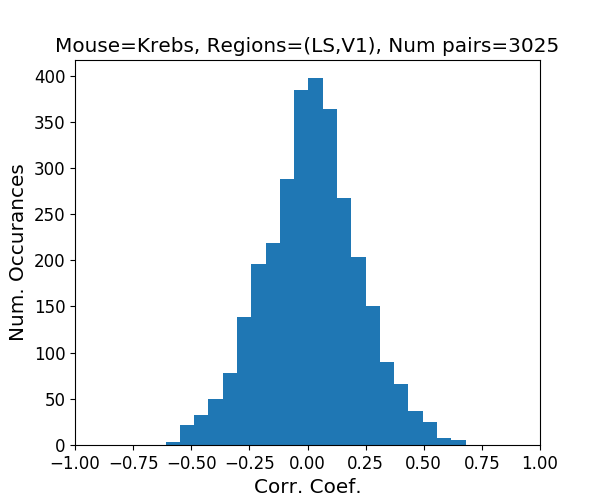 Mouse=Krebs, Regions=(LS,V1), Num pairs=3025
400
350
300
250
200
150
100
50
0
Num. Occurances
−1.00 −0.75 −0.50 −0.25 0.00 0.25 0.50 0.75 1.00
Corr. Coef.